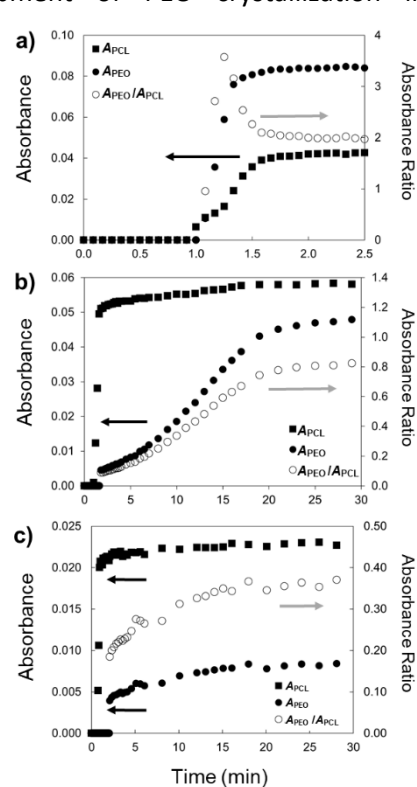 of PEO crystallization
a)
0.10
0.08
0.06
0.04
0.02
0.00
Absorbance
A_PCL
A_PEO
A_PEO/A_PCL
4
3
2
1
0
Absorbance Ratio
0.0 0.5 1.0 1.5 2.0 2.5
b)
0.06
0.05
0.04
0.03
0.02
0.01
0.00
Absorbance
A_PCL
A_PEO
A_PEO/A_PCL
1.4
1.2
1.0
0.8
0.6
0.4
0.2
0.0
Absorbance Ratio
0 5 10 15 20 25 30
c)
0.025
0.020
0.015
0.010
0.005
0.000
Absorbance
A_PCL
A_PEO
A_PEO/A_PCL
0.50
0.40
0.30
0.20
0.10
0.00
Absorbance Ratio
0 5 10 15 20 25 30
Time (min)